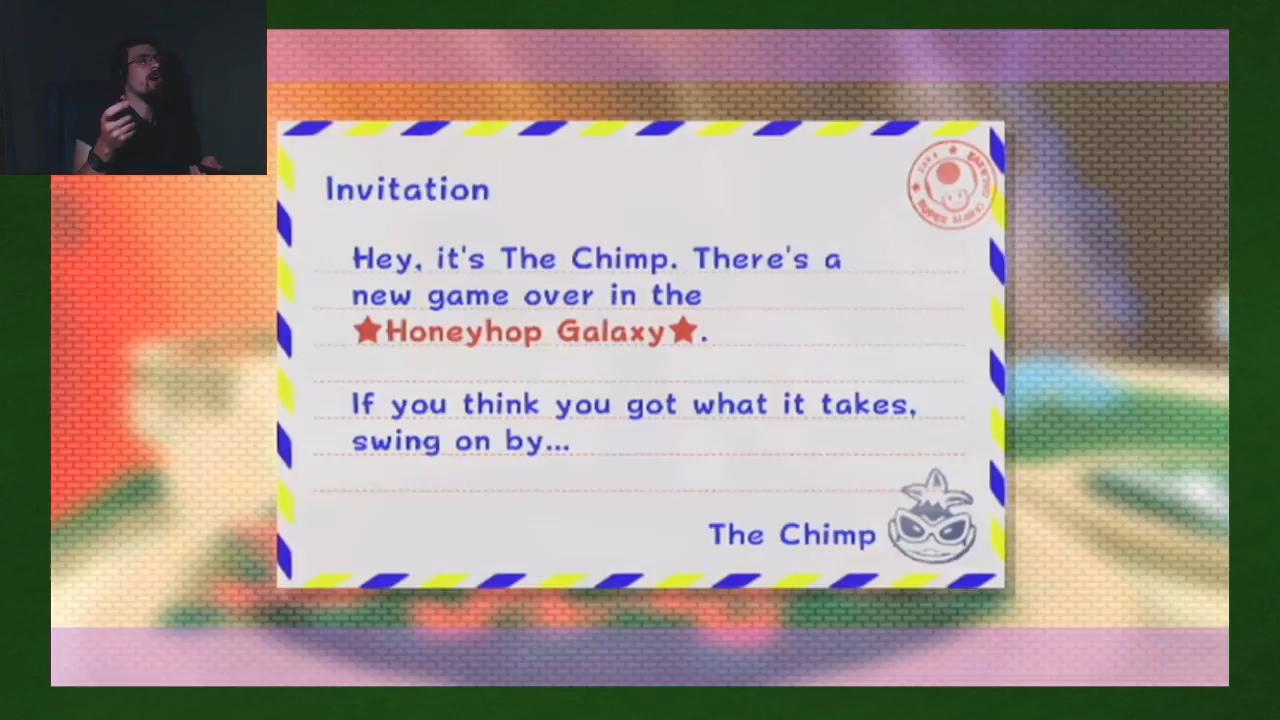 Invitation
Hey, it's The Chimp. There's a
new game over in the
★Honeyhop Galaxy★.
If you think you got what it takes,
swing on by...
The Chimp